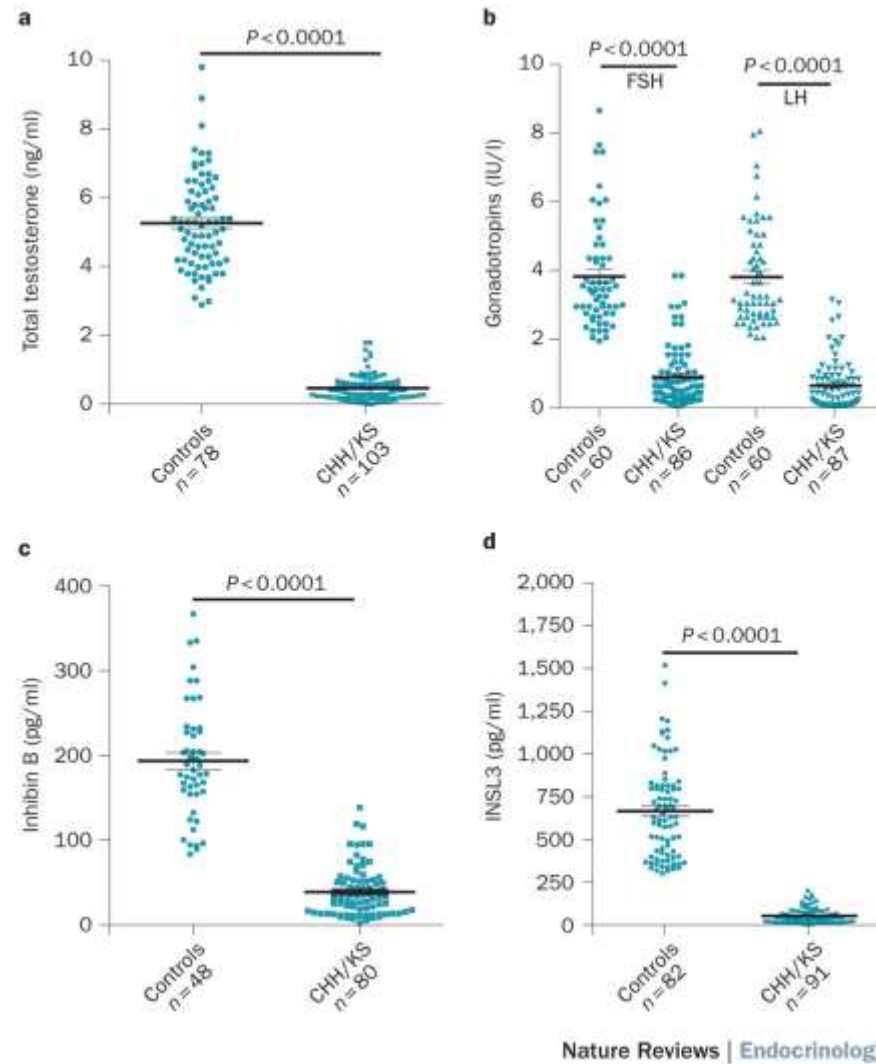 a
P < 0.0001
Total testosterone (ng/ml)
10
8
6
4
2
0
Controls
n = 78
CHH/KS
n = 103
b
P < 0.0001
FSH
P < 0.0001
LH
Gonadotropins (IU/l)
10
8
6
4
2
0
Controls
n = 60
CHH/KS
n = 86
Controls
n = 60
CHH/KS
n = 87
c
P < 0.0001
Inhibin B (pg/ml)
400
300
200
100
0
Controls
n = 48
CHH/KS
n = 80
d
P < 0.0001
INSL3 (pg/ml)
2,000
1,750
1,500
1,250
1,000
750
500
250
0
Controls
n = 82
CHH/KS
n = 91
Nature Reviews | Endocrinolog